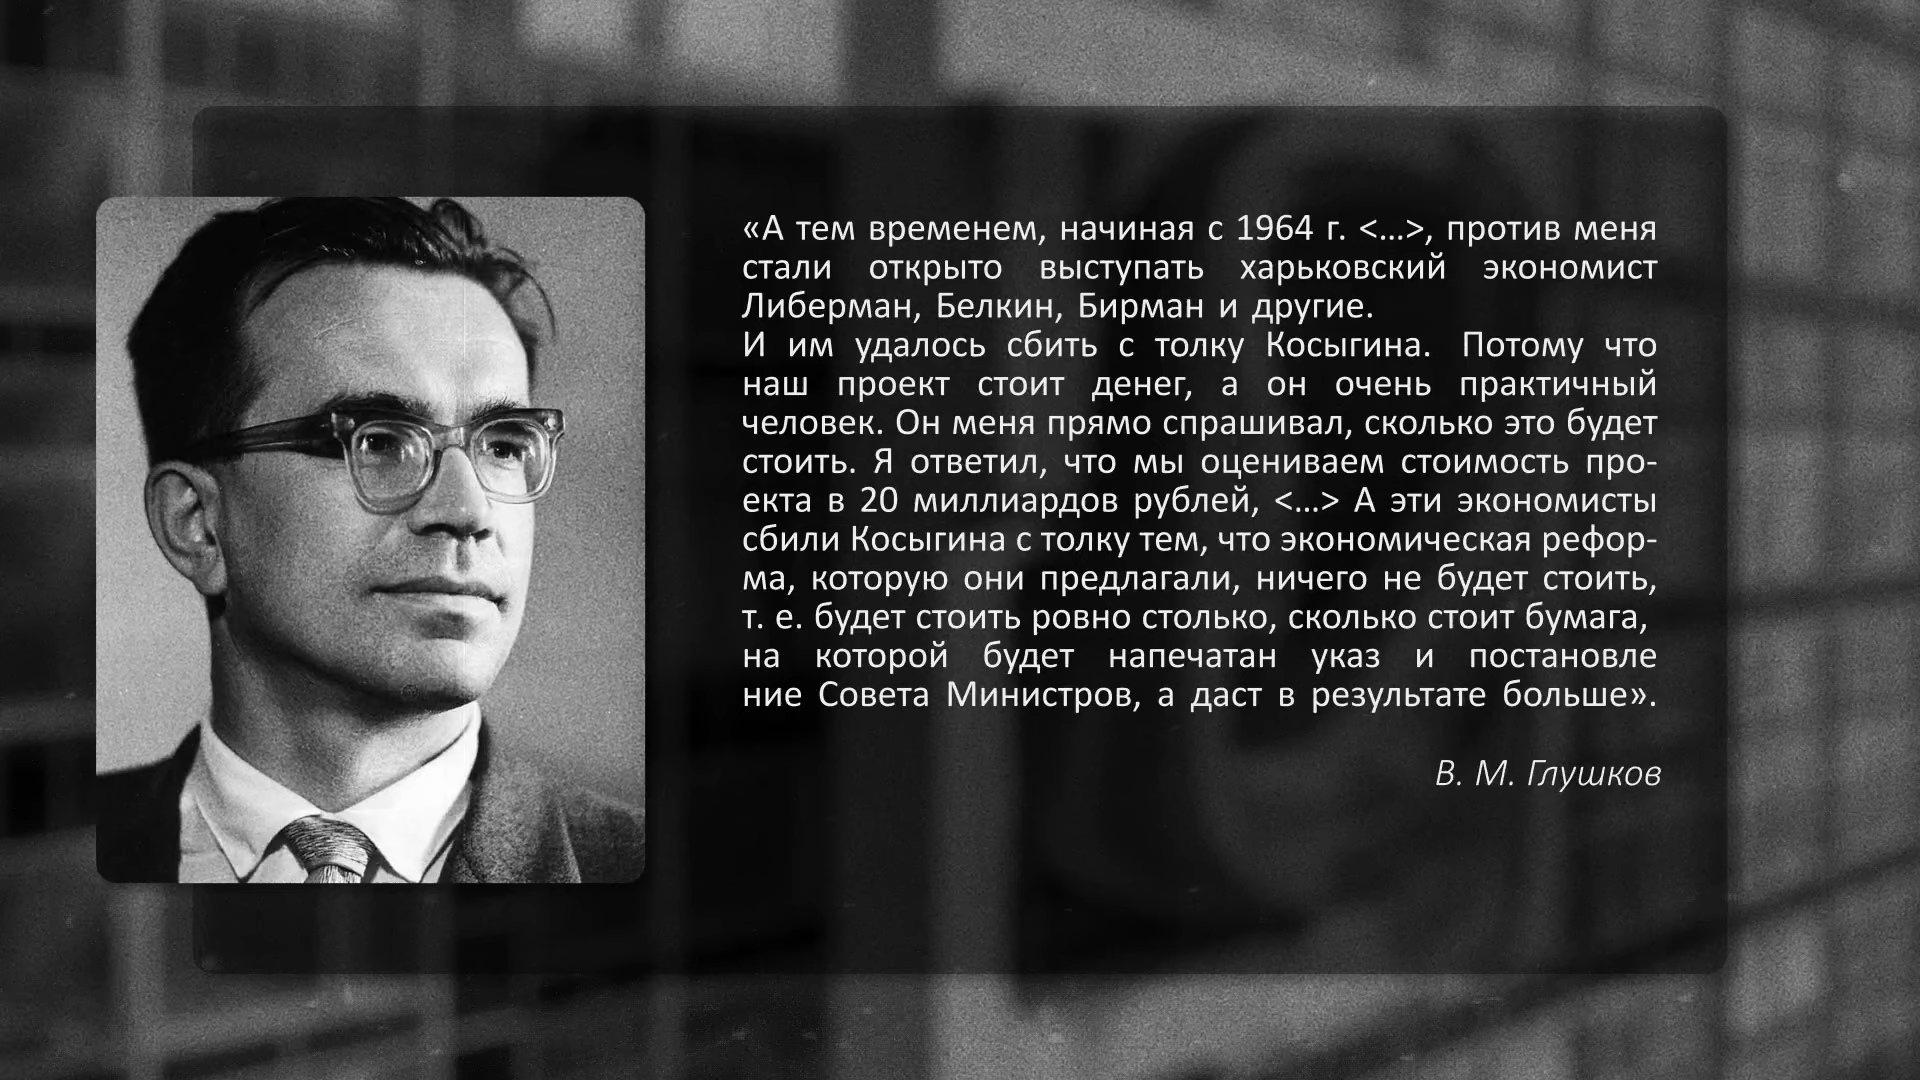 «А тем временем, начиная с 1964 г. <...>, против меня
стали открыто выступать харьковский экономист
Либерман, Белкин, Бирман и другие.
И им удалось сбить с толку Косыгина. Потому что
наш проект стоит денег, а он очень практичный
человек. Он меня прямо спрашивал, сколько это будет
стоить. Я ответил, что мы оцениваем стоимость про-
екта в 20 миллиардов рублей, <...> А эти экономисты
сбили Косыгина с толку тем, что экономическая рефор-
ма, которую они предлагали, ничего не будет стоить,
т. е. будет стоить ровно столько, сколько стоит бумага,
на которой будет напечатан указ и постановле
ние Совета Министров, а даст в результате больше».
В. М. Глушков